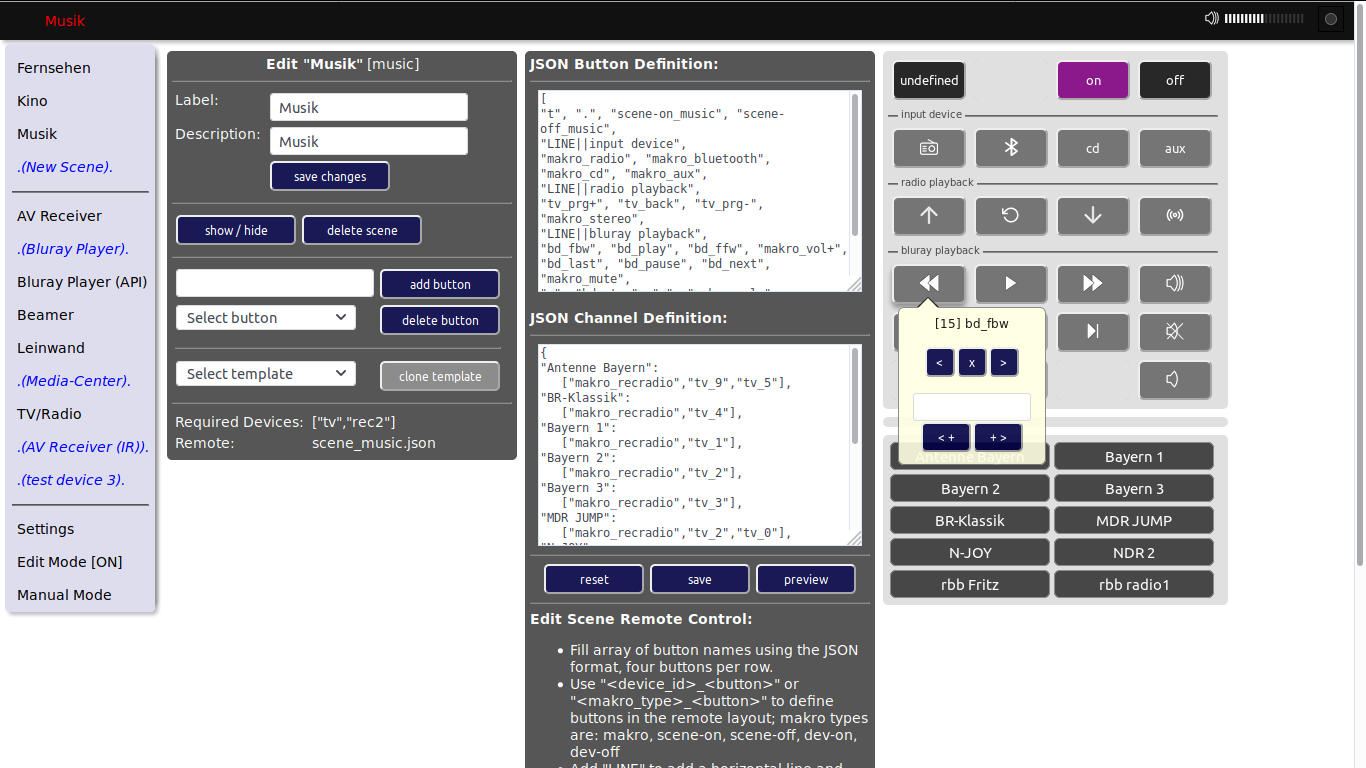 Musik
Fernsehen
Kino
Musik
.(New Scene).
AV Receiver
.(Bluray Player).
Bluray Player (API)
Beamer
Leinwand
.(Media-Center).
TV/Radio
.(AV Receiver (IR)).
.(test device 3).
Settings
Edit Mode [ON]
Manual Mode
Edit "Musik" [music]
Label:
Musik
Description:
Musik
save changes
show / hide
delete scene
add button
Select button
delete button
Select template
clone template
Required Devices: ["tv","rec2"]
Remote: scene_music.json
JSON Button Definition:
[
"t", ".", "scene-on_music", "scene-
off_music",
"LINE||input device",
"makro_radio", "makro_bluetooth",
"makro_cd", "makro_aux",
"LINE||radio playback",
"tv_prg+", "tv_back", "tv_prg-",
"makro_stereo",
"LINE||bluray playback",
"bd_fbw", "bd_play", "bd_ffw", "makro_vol+",
"bd_last", "bd_pause", "bd_next",
"makro_mute",
JSON Channel Definition:
{
"Antenne Bayern":
["makro_recradio","tv_9","tv_5"],
"BR-Klassik":
["makro_recradio","tv_4"],
"Bayern 1":
["makro_recradio","tv_1"],
"Bayern 2":
["makro_recradio","tv_2"],
"Bayern 3":
["makro_recradio","tv_3"],
"MDR JUMP":
["makro_recradio","tv_2","tv_0"],
"N-JOY":
reset
save
preview
Edit Scene Remote Control:
• Fill array of button names using the JSON
format, four buttons per row.
• Use "<device_id>_<button>" or
"<makro_type>_<button>" to define
buttons in the remote layout; makro types
are: makro, scene-on, scene-off, dev-on,
dev-off
• Add "LINE" to add a horizontal line and
undefined
on
off
input device
cd
aux
radio playback
bluray playback
[15] bd_fbw
<
x
>
< +
+ >
Antenne Bayern
Bayern 1
Bayern 2
Bayern 3
BR-Klassik
MDR JUMP
N-JOY
NDR 2
rbb Fritz
rbb radio1